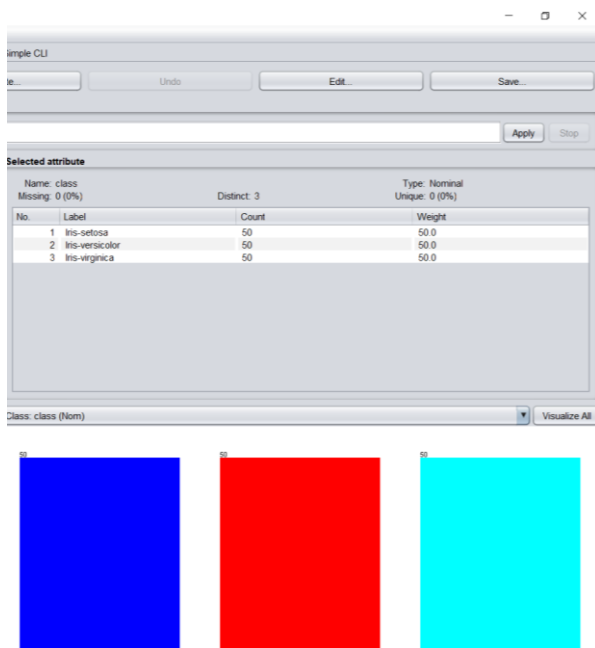 Simple CLI
te... Undo Edit... Save...
Apply Stop
Selected attribute
Name: class Type: Nominal
Missing: 0 (0%) Distinct: 3 Unique: 0 (0%)
No. Label Count Weight
1 Iris-setosa 50 50.0
2 Iris-versicolor 50 50.0
3 Iris-virginica 50 50.0
Class: class (Nom) Visualize All
50 50 50